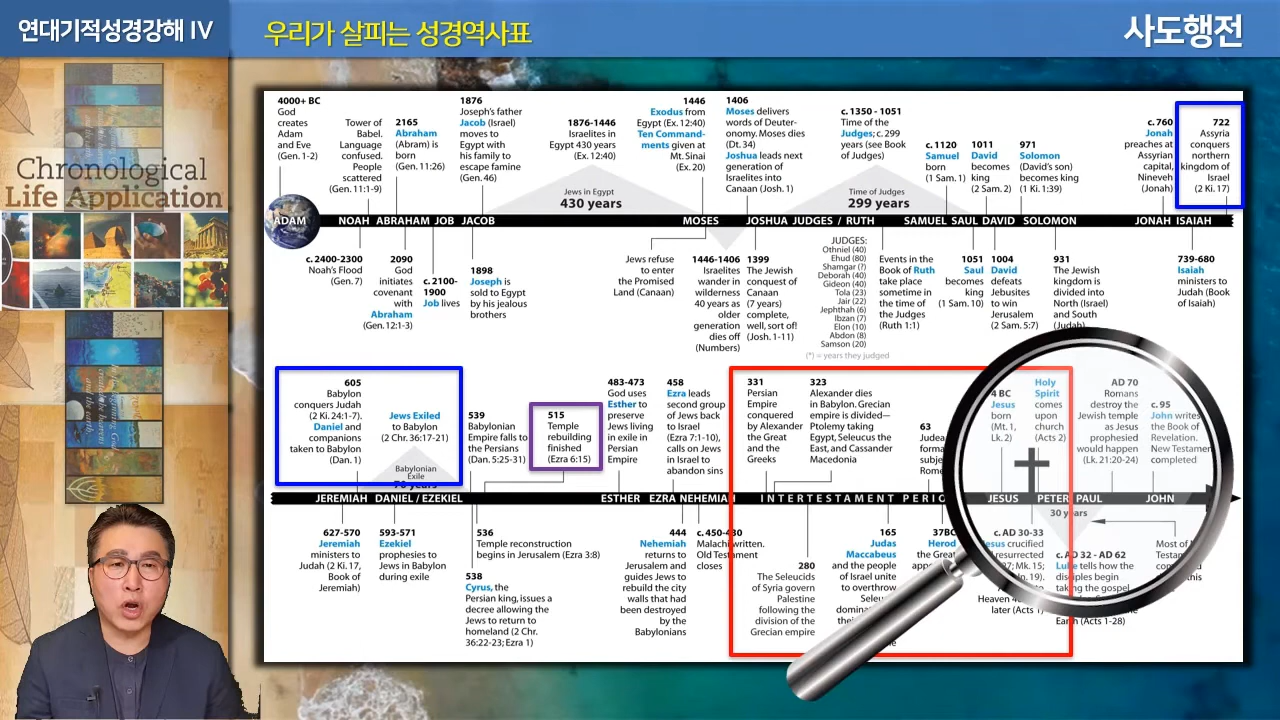 연대기적성경강해 IV
우리가 살피는 성경역사표
사도행전
Chronological
Life Application
4000+ BC
God
creates
Adam
and Eve
(Gen. 1-2)
Tower of
Babel.
Language
confused.
People
scattered
(Gen. 11:1-9)
2165
Abraham
(Abram) is
born
(Gen. 11:26)
1876
Joseph's father
Jacob (Israel)
moves to
Egypt with
his family to
escape famine
(Gen. 46)
1876-1446
Israelites in
Egypt 430 years
(Ex. 12:40)
Jews in Egypt
430 years
1446
Exodus from
Egypt (Ex. 12:40)
Ten Command-
ments given at
Mt. Sinai
(Ex. 20)
1406
Moses delivers
words of Deuter-
onomy. Moses dies
(Dt. 34)
Joshua leads next
generation of
Israelites into
Canaan (Josh. 1)
c. 1350 - 1051
Time of the
Judges; c. 299
years (see Book
of Judges)
Time of Judges
299 years
c. 1120
Samuel
born
(1 Sam. 1)
1011
David
becomes
king
(2 Sam. 2)
971
Solomon
(David's son)
becomes king
(1 Ki. 1:39)
c. 760
Jonah
preaches at
Assyrian
capital,
Nineveh
(Jonah)
722
Assyria
conquers
northern
kingdom of
Israel
(2 Ki. 17)
ADAM NOAH ABRAHAM JOB JACOB MOSES JOSHUA JUDGES / RUTH SAMUEL SAUL DAVID SOLOMON JONAH ISAIAH
c. 2400-2300
Noah's Flood
(Gen. 7)
2090
God
initiates
covenant
with
Abraham
(Gen. 12:1-3)
c. 2100-
1900
Job lives
1898
Joseph is
sold to Egypt
by his jealous
brothers
Jews refuse
to enter
the Promised
Land (Canaan)
1446-1406
Israelites
wander in
wilderness
40 years as
older
generation
dies off
(Numbers)
1399
The Jewish
conquest of
Canaan
(7 years)
complete,
well, sort of!
(Josh. 1-11)
JUDGES:
Othniel (40)
Ehud (80)
Shamgar (?)
Deborah (40)
Gideon (40)
Tola (23)
Jair (22)
Jephthah (6)
Ibzan (7)
Elon (10)
Abdon (8)
Samson (20)
(*) = years they judged
Events in the
Book of Ruth
take place
sometime in
the time of
the Judges
(Ruth 1:1)
1051
Saul
becomes
king
(1 Sam. 10)
1004
David
defeats
Jebusites
to win
Jerusalem
(2 Sam. 5:7)
931
The Jewish
kingdom is
divided into
North (Israel)
and South
(Judah)
739-680
Isaiah
ministers to
Judah (Book
of Isaiah)
605
Babylon
conquers Judah
(2 Ki. 24:1-7).
Daniel and
companions
taken to Babylon
(Dan. 1)
Jews Exiled
to Babylon
(2 Chr. 36:17-21)
Babylonian
Exile
70 years
539
Babylonian
Empire falls to
the Persians
(Dan. 5:25-31)
515
Temple
rebuilding
finished
(Ezra 6:15)
483-473
God uses
Esther to
preserve
Jews living
in exile in
Persian
Empire
458
Ezra leads
second group
of Jews back
to Israel
(Ezra 7:1-10),
calls on Jews
in Israel to
abandon sins
331
Persian
Empire
conquered
by Alexander
the Great
and the
Greeks
323
Alexander dies
in Babylon. Grecian
empire is divided—
Ptolemy taking
Egypt, Seleucus the
East, and Cassander
Macedonia
63
Judea
4 BC
Jesus
born
(Mt. 1,
Lk. 2)
Holy
Spirit
comes
upon
church
(Acts 2)
AD 70
Romans
destroy the
Jewish temple
as Jesus
prophesied
would happen
(Lk. 21:20-24)
c. 95
John writes
the Book of
Revelation.
New Testament
completed
JEREMIAH DANIEL / EZEKIEL ESTHER EZRA NEHEMIAH INTERTESTAMENT PERIO JESUS PETER PAUL JOHN
30 years
627-570
Jeremiah
ministers to
Judah (2 Ki. 17,
Book of
Jeremiah)
593-571
Ezekiel
prophesies to
Jews in Babylon
during exile
536
Temple reconstruction
begins in Jerusalem (Ezra 3:8)
538
Cyrus, the
Persian king, issues a
decree allowing the
Jews to return to
homeland (2 Chr.
36:22-23; Ezra 1)
444
Nehemiah
returns to
Jerusalem and
guides Jews to
rebuild the city
walls that had
been destroyed
by the
Babylonians
c. 450-430
Malachi written.
Old Testament
closes
280
The Seleucids
of Syria govern
Palestine
following the
division of the
Grecian empire
165
Judas
Maccabeus
and the people
of Israel unite
to overthrow
37BC
Herod
the Great
c. AD 30-33
Jesus crucified
resurrected
later (Acts 1)
c. AD 32 - AD 62
Luke tells how the
disciples begin
taking the gospel
Earth (Acts 1-28)
Most of